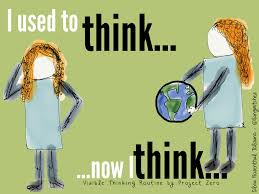 I used to
think...
...now I
think...
Visible Thinking Routine by Project Zero